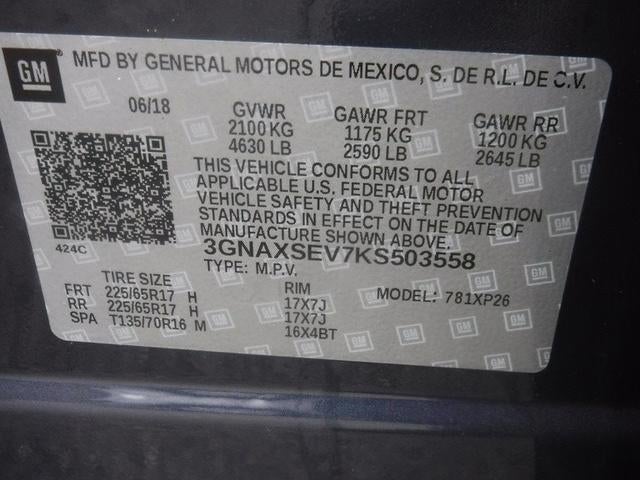 GM MFD BY GENERAL MOTORS DE MEXICO, S. DE R.L. DE C.V.
06/18 GVWR GAWR FRT GAWR RR
2100 KG 1175 KG 1200 KG
4630 LB 2590 LB 2645 LB
THIS VEHICLE CONFORMS TO ALL
APPLICABLE U.S. FEDERAL MOTOR
VEHICLE SAFETY AND THEFT PREVENTION
STANDARDS IN EFFECT ON THE DATE OF
MANUFACTURE SHOWN ABOVE.
424C 3GNAXSEV7KS503558
TYPE: M.P.V.
TIRE SIZE RIM
FRT 225/65R17 H 17X7J MODEL: 781XP26
RR 225/65R17 H 17X7J
SPA T135/70R16 M 16X4BT